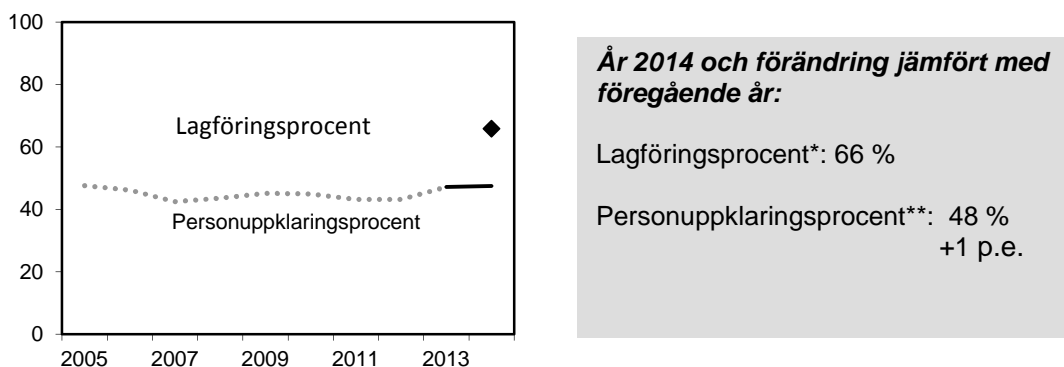 100
80
60
40
20
0
Lagföringsprocent
Personuppklaringsprocent
2005 2007 2009 2011 2013
År 2014 och förändring jämfört med
föregående år:
Lagföringsprocent*: 66 %
Personuppklaringsprocent**: 48 %
+1 p.e.